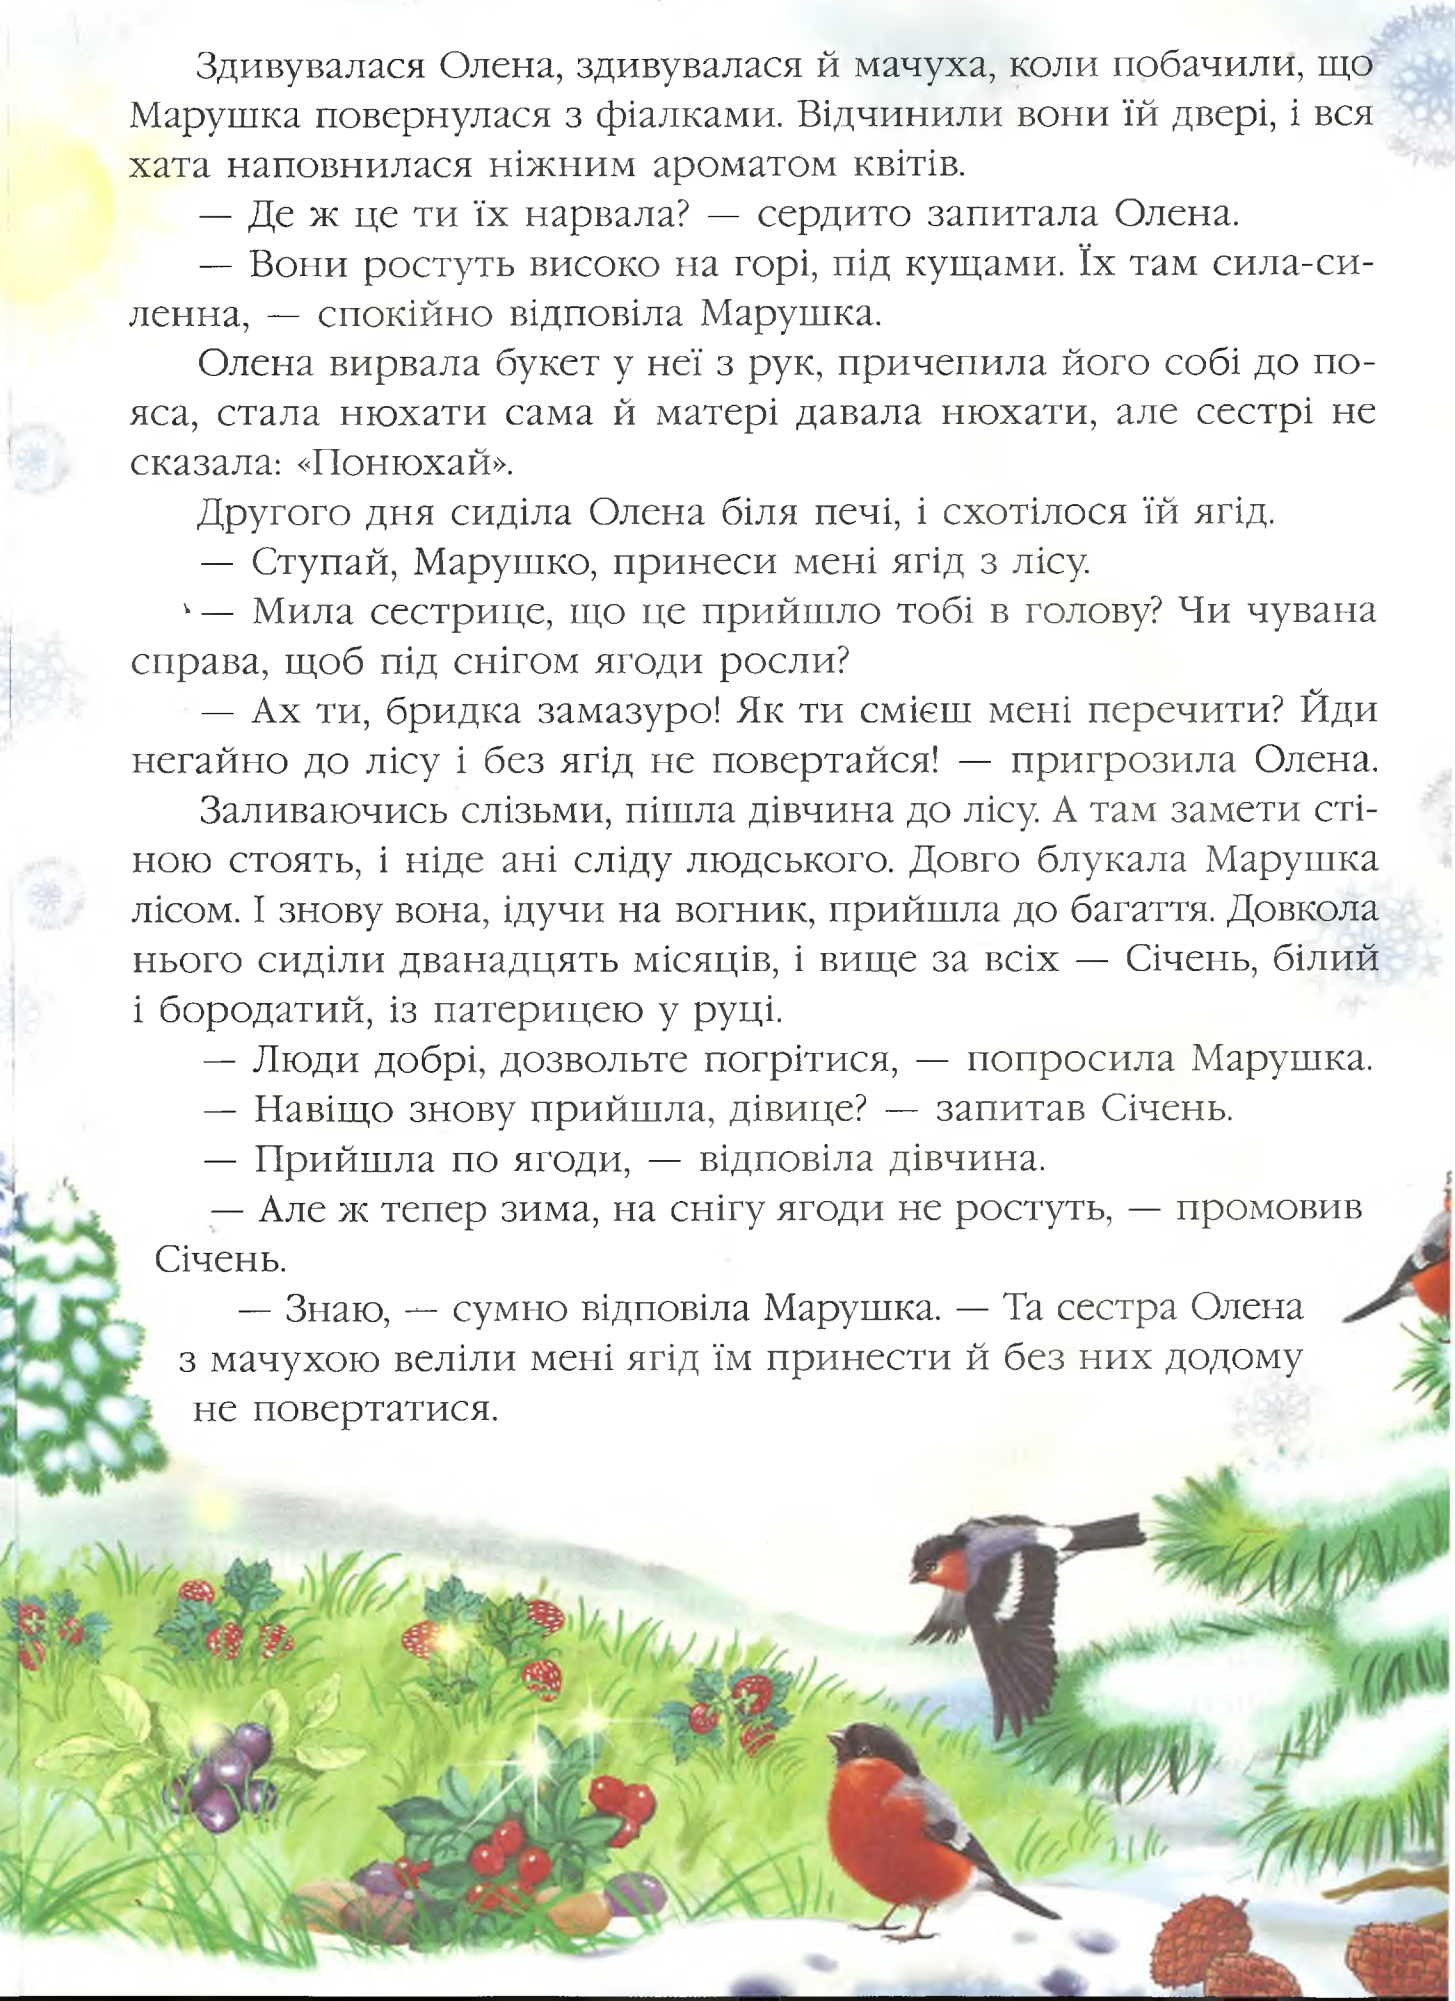 Здивувалася Олена, здивувалася й мачуха, коли побачили, що
Марушка повернулася з фіалками. Відчинили вони їй двері, і вся
хата наповнилася ніжним ароматом квітів.
— Де ж це ти їх нарвала? — сердито запитала Олена.
— Вони ростуть високо на горі, під кущами. Їх там сила-си-
ленна, — спокійно відповіла Марушка.
Олена вирвала букет у неї з рук, причепила його собі до по-
яса, стала нюхати сама й матері давала нюхати, але сестрі не
сказала: «Понюхай».
Другого дня сиділа Олена біля печі, і схотілося їй ягід.
— Ступай, Марушко, принеси мені ягід з лісу.
— Мила сестрице, що це прийшло тобі в голову? Чи чувана
справа, щоб під снігом ягоди росли?
— Ах ти, бридка замазуро! Як ти смієш мені перечити? Йди
негайно до лісу і без ягід не повертайся! — пригрозила Олена.
Заливаючись слізьми, пішла дівчина до лісу. А там замети сті-
ною стоять, і ніде ані сліду людського. Довго блукала Марушка
лісом. І знову вона, ідучи на вогник, прийшла до багаття. Довкола
нього сиділи дванадцять місяців, і вище за всіх — Січень, білий
і бородатий, із патерицею у руці.
— Люди добрі, дозвольте погрітися, — попросила Марушка.
— Навіщо знову прийшла, дівице? — запитав Січень.
— Прийшла по ягоди, — відповіла дівчина.
— Але ж тепер зима, на снігу ягоди не ростуть, — промовив
Січень.
— Знаю, — сумно відповіла Марушка. — Та сестра Олена
з мачухою веліли мені ягід їм принести й без них додому
не повертатися.